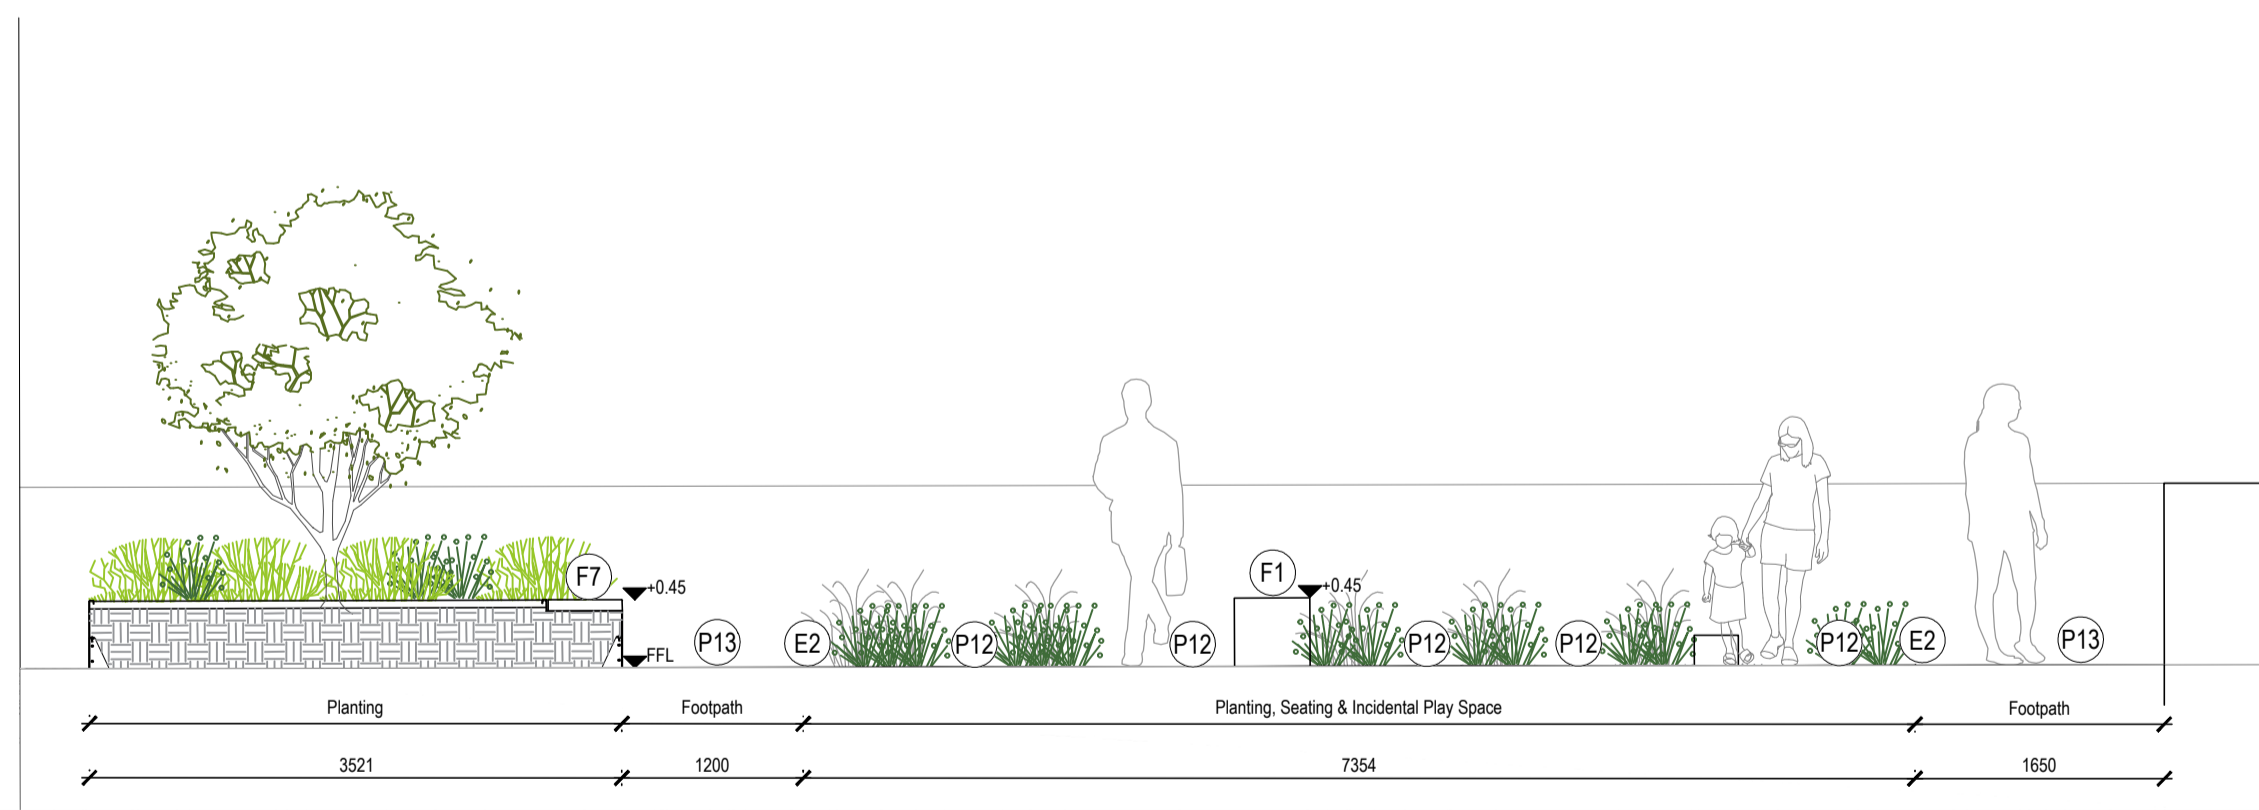 F7
+0.45
F1
+0.45
P13
E2
P12
P12
P12
P12
P12
E2
P13
FFL
Planting
Footpath
Planting, Seating & Incidental Play Space
Footpath
3521
1200
7354
1650